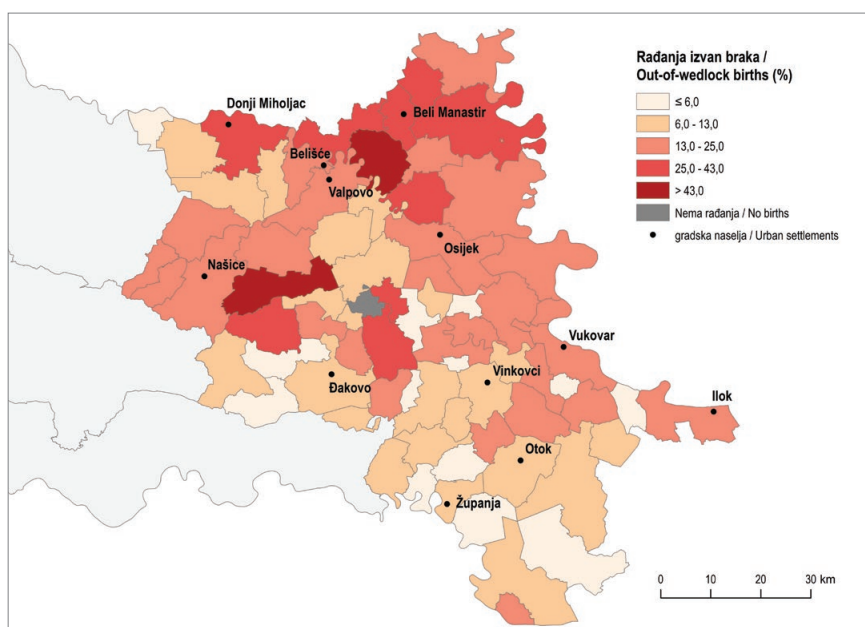 Rađanja izvan braka /
Out-of-wedlock births (%)
≤ 6,0
6,0 - 13,0
13,0 - 25,0
25,0 - 43,0
> 43,0
Nema rađanja / No births
gradska naselja / Urban settlements
Donji Miholjac
Beli Manastir
Belišće
Valpovo
Osijek
Našice
Vukovar
Đakovo
Vinkovci
Ilok
Otok
Županja
0 10 20 30 km